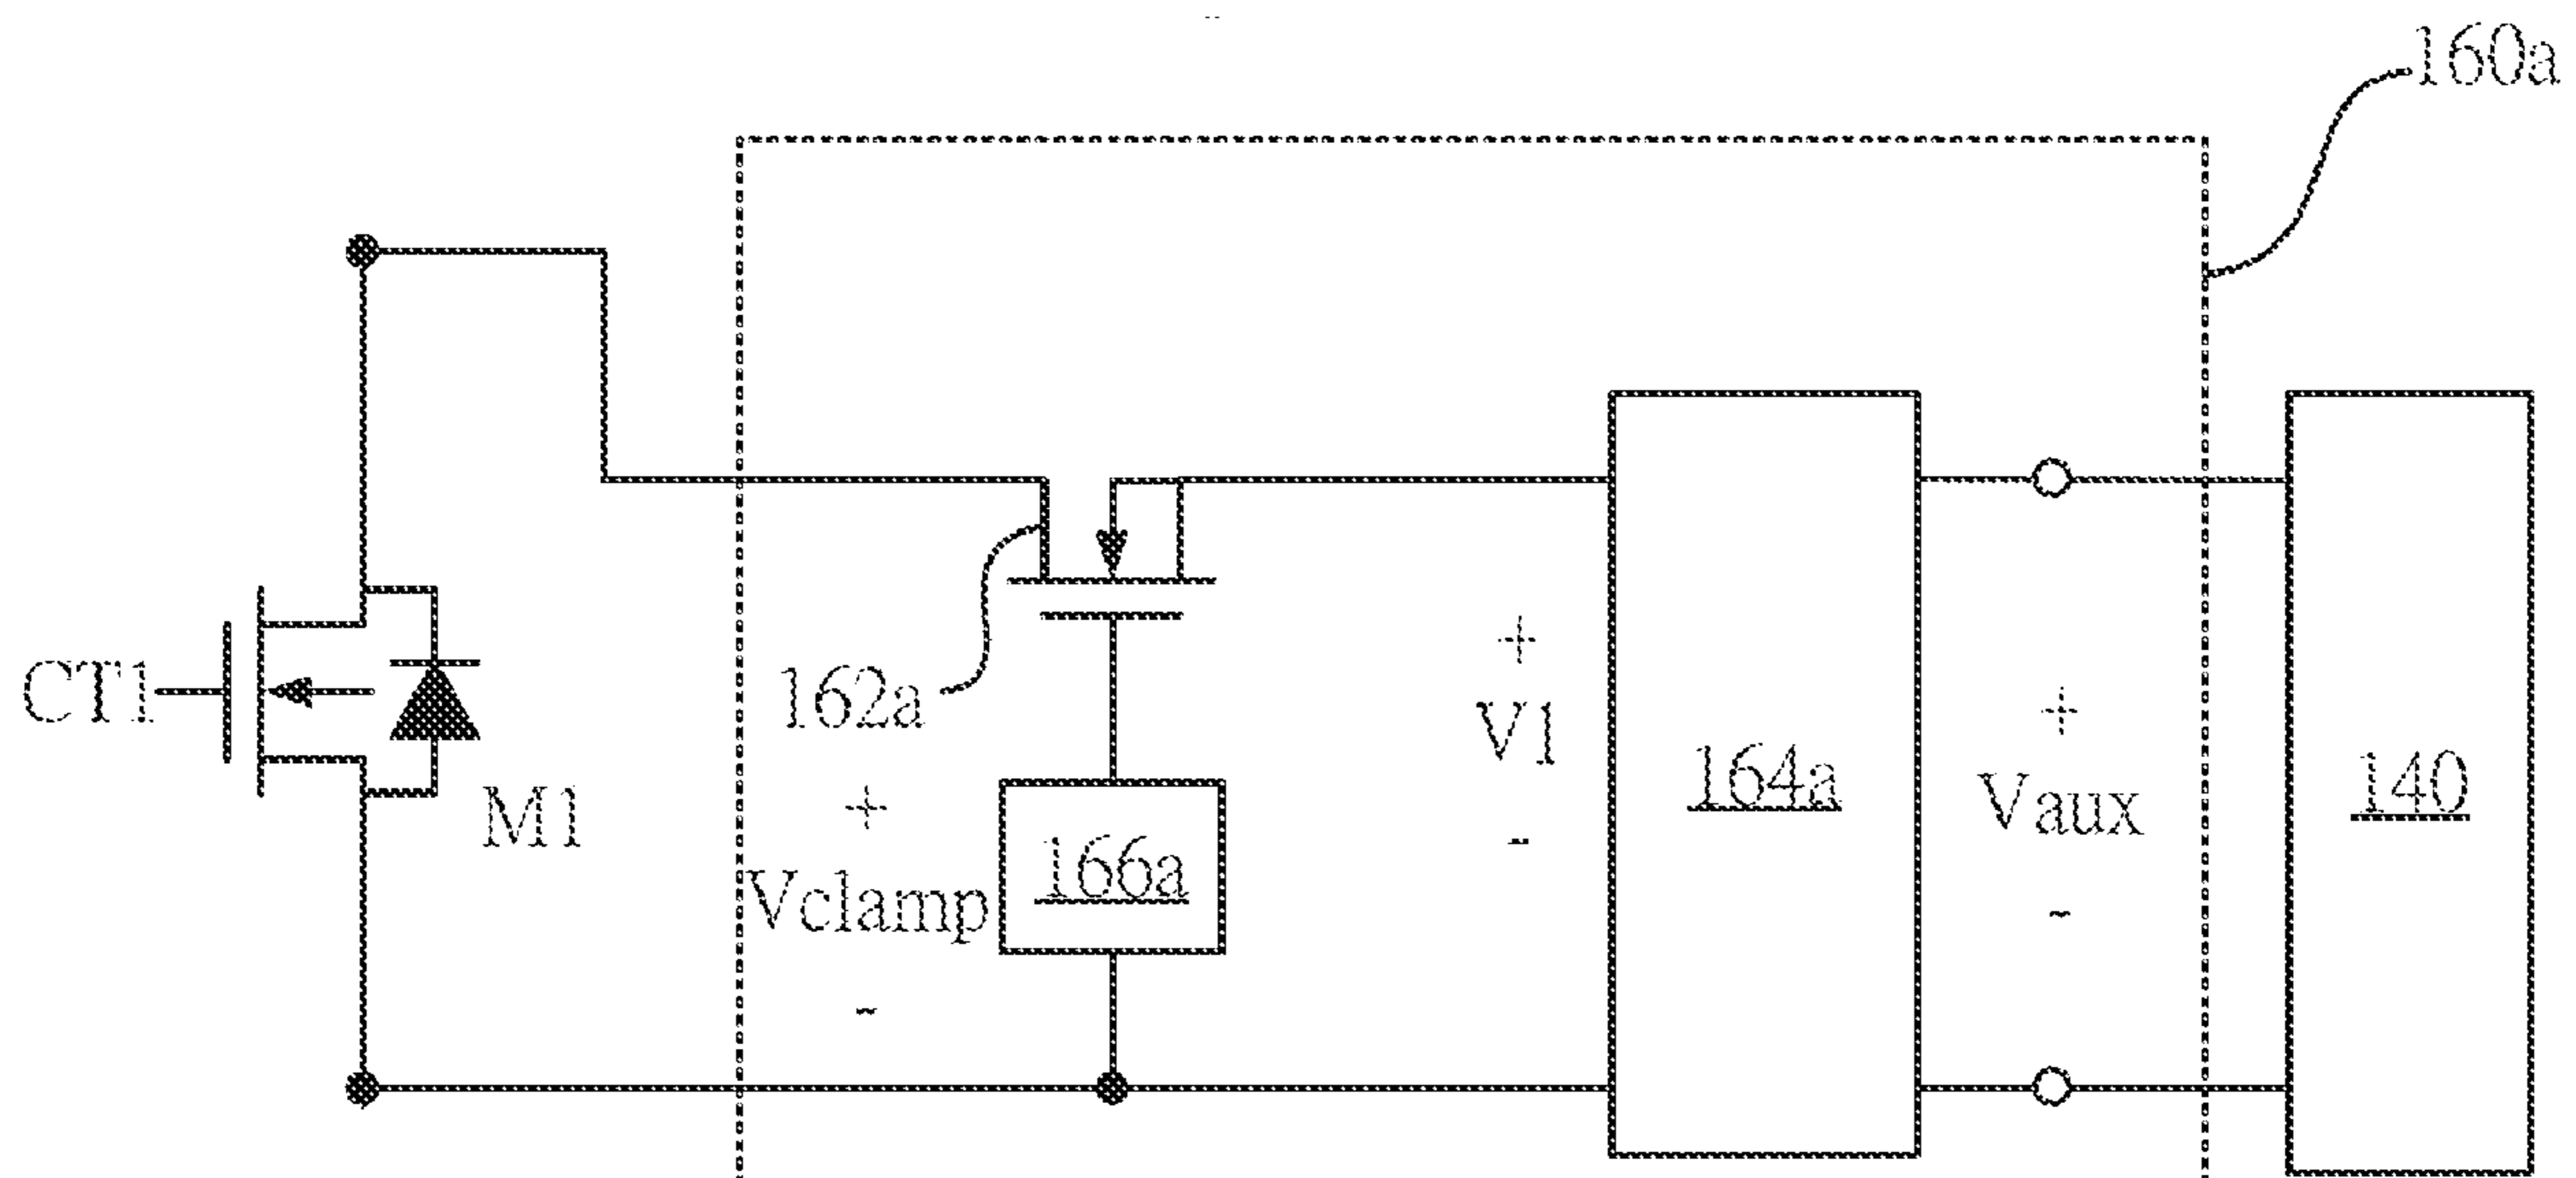 160a
CT1
M1
162a
+
Vclamp
-
166a
+
V1
-
164a
+
Vaux
-
140